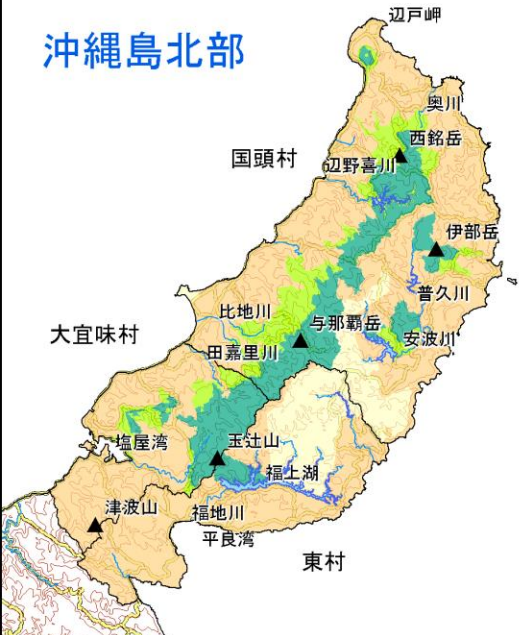 沖縄島北部
辺戸岬
奥川
西銘岳
国頭村
辺野喜川
伊部岳
普久川
比地川
与那覇岳
大宜味村
安波川
田嘉里川
塩屋湾
玉辻山
福上湖
津波山
福地川
平良湾
東村